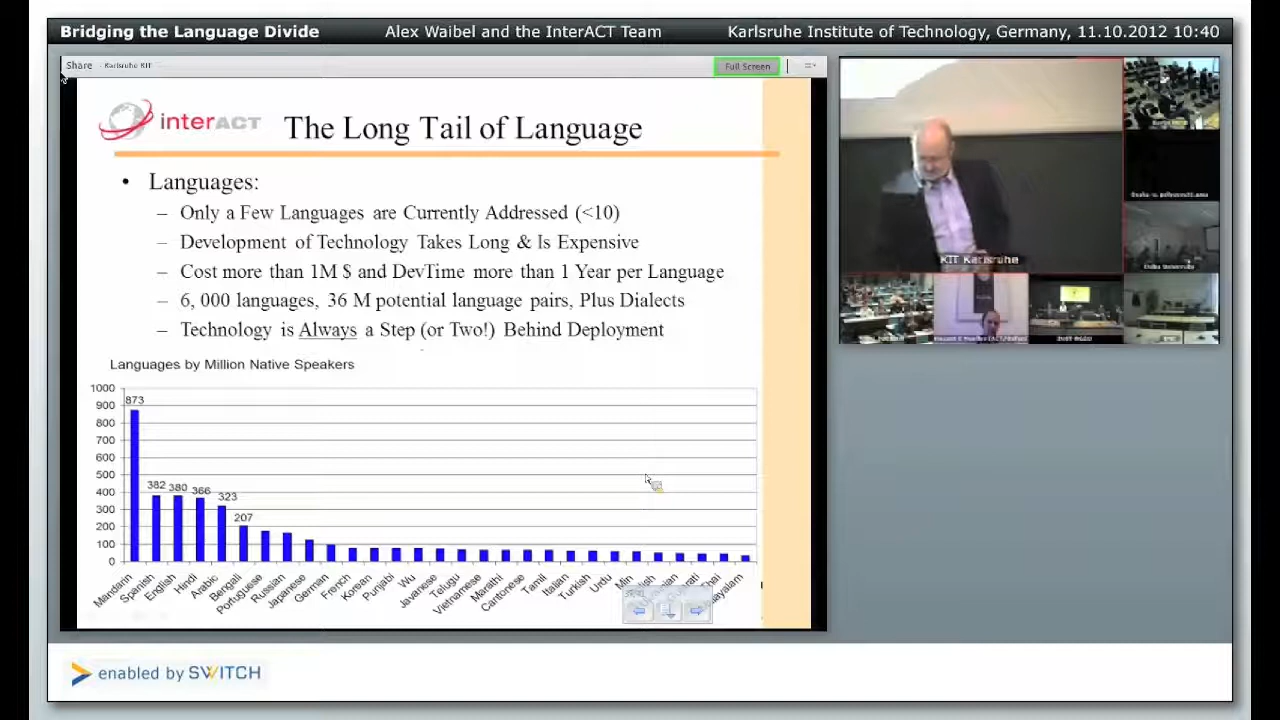 Bridging the Language Divide
Alex Waibel and the InterACT Team
Karlsruhe Institute of Technology, Germany, 11.10.2012 10:40
Share
Karlsruhe KIT
Full Screen
interACT
The Long Tail of Language
• Languages:
– Only a Few Languages are Currently Addressed (<10)
– Development of Technology Takes Long & Is Expensive
– Cost more than 1M $ and DevTime more than 1 Year per Language
– 6, 000 languages, 36 M potential language pairs, Plus Dialects
– Technology is Always a Step (or Two!) Behind Deployment
Languages by Million Native Speakers
1000
900
800
700
600
500
400
300
200
100
0
873
382
380
366
323
207
Mandarin
Spanish
English
Hindi
Arabic
Bengali
Portuguese
Russian
Japanese
German
French
Korean
Punjabi
Wu
Javanese
Telugu
Vietnamese
Marathi
Cantonese
Tamil
Italian
Turkish
Urdu
Min
KIT Karlsruhe
enabled by SWITCH